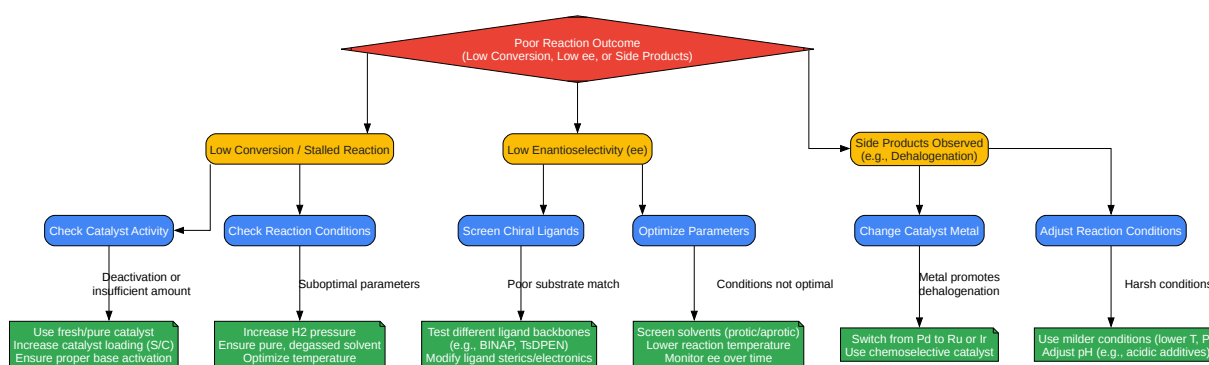 Poor Reaction Outcome
(Low Conversion, Low ee, or Side Products)
Low Conversion / Stalled Reaction
Low Enantioselectivity (ee)
Side Products Observed
(e.g., Dehalogenation)
Check Catalyst Activity
Check Reaction Conditions
Screen Chiral Ligands
Optimize Parameters
Change Catalyst Metal
Adjust Reaction Conditions
Deactivation or
insufficient amount
Suboptimal parameters
Poor substrate match
Conditions not optimal
Metal promotes
dehalogenation
Harsh conditions
Use fresh/pure catalyst
Increase catalyst loading (S/C)
Ensure proper base activation
Increase H2 pressure
Ensure pure, degassed solvent
Optimize temperature
Test different ligand backbones
(e.g., BINAP, TsDPEN)
Modify ligand sterics/electronics
Screen solvents (protic/aprotic)
Lower reaction temperature
Monitor ee over time
Switch from Pd to Ru or Ir
Use chemoselective catalyst
Use milder conditions (lower T, P
Adjust pH (e.g., acidic additives)